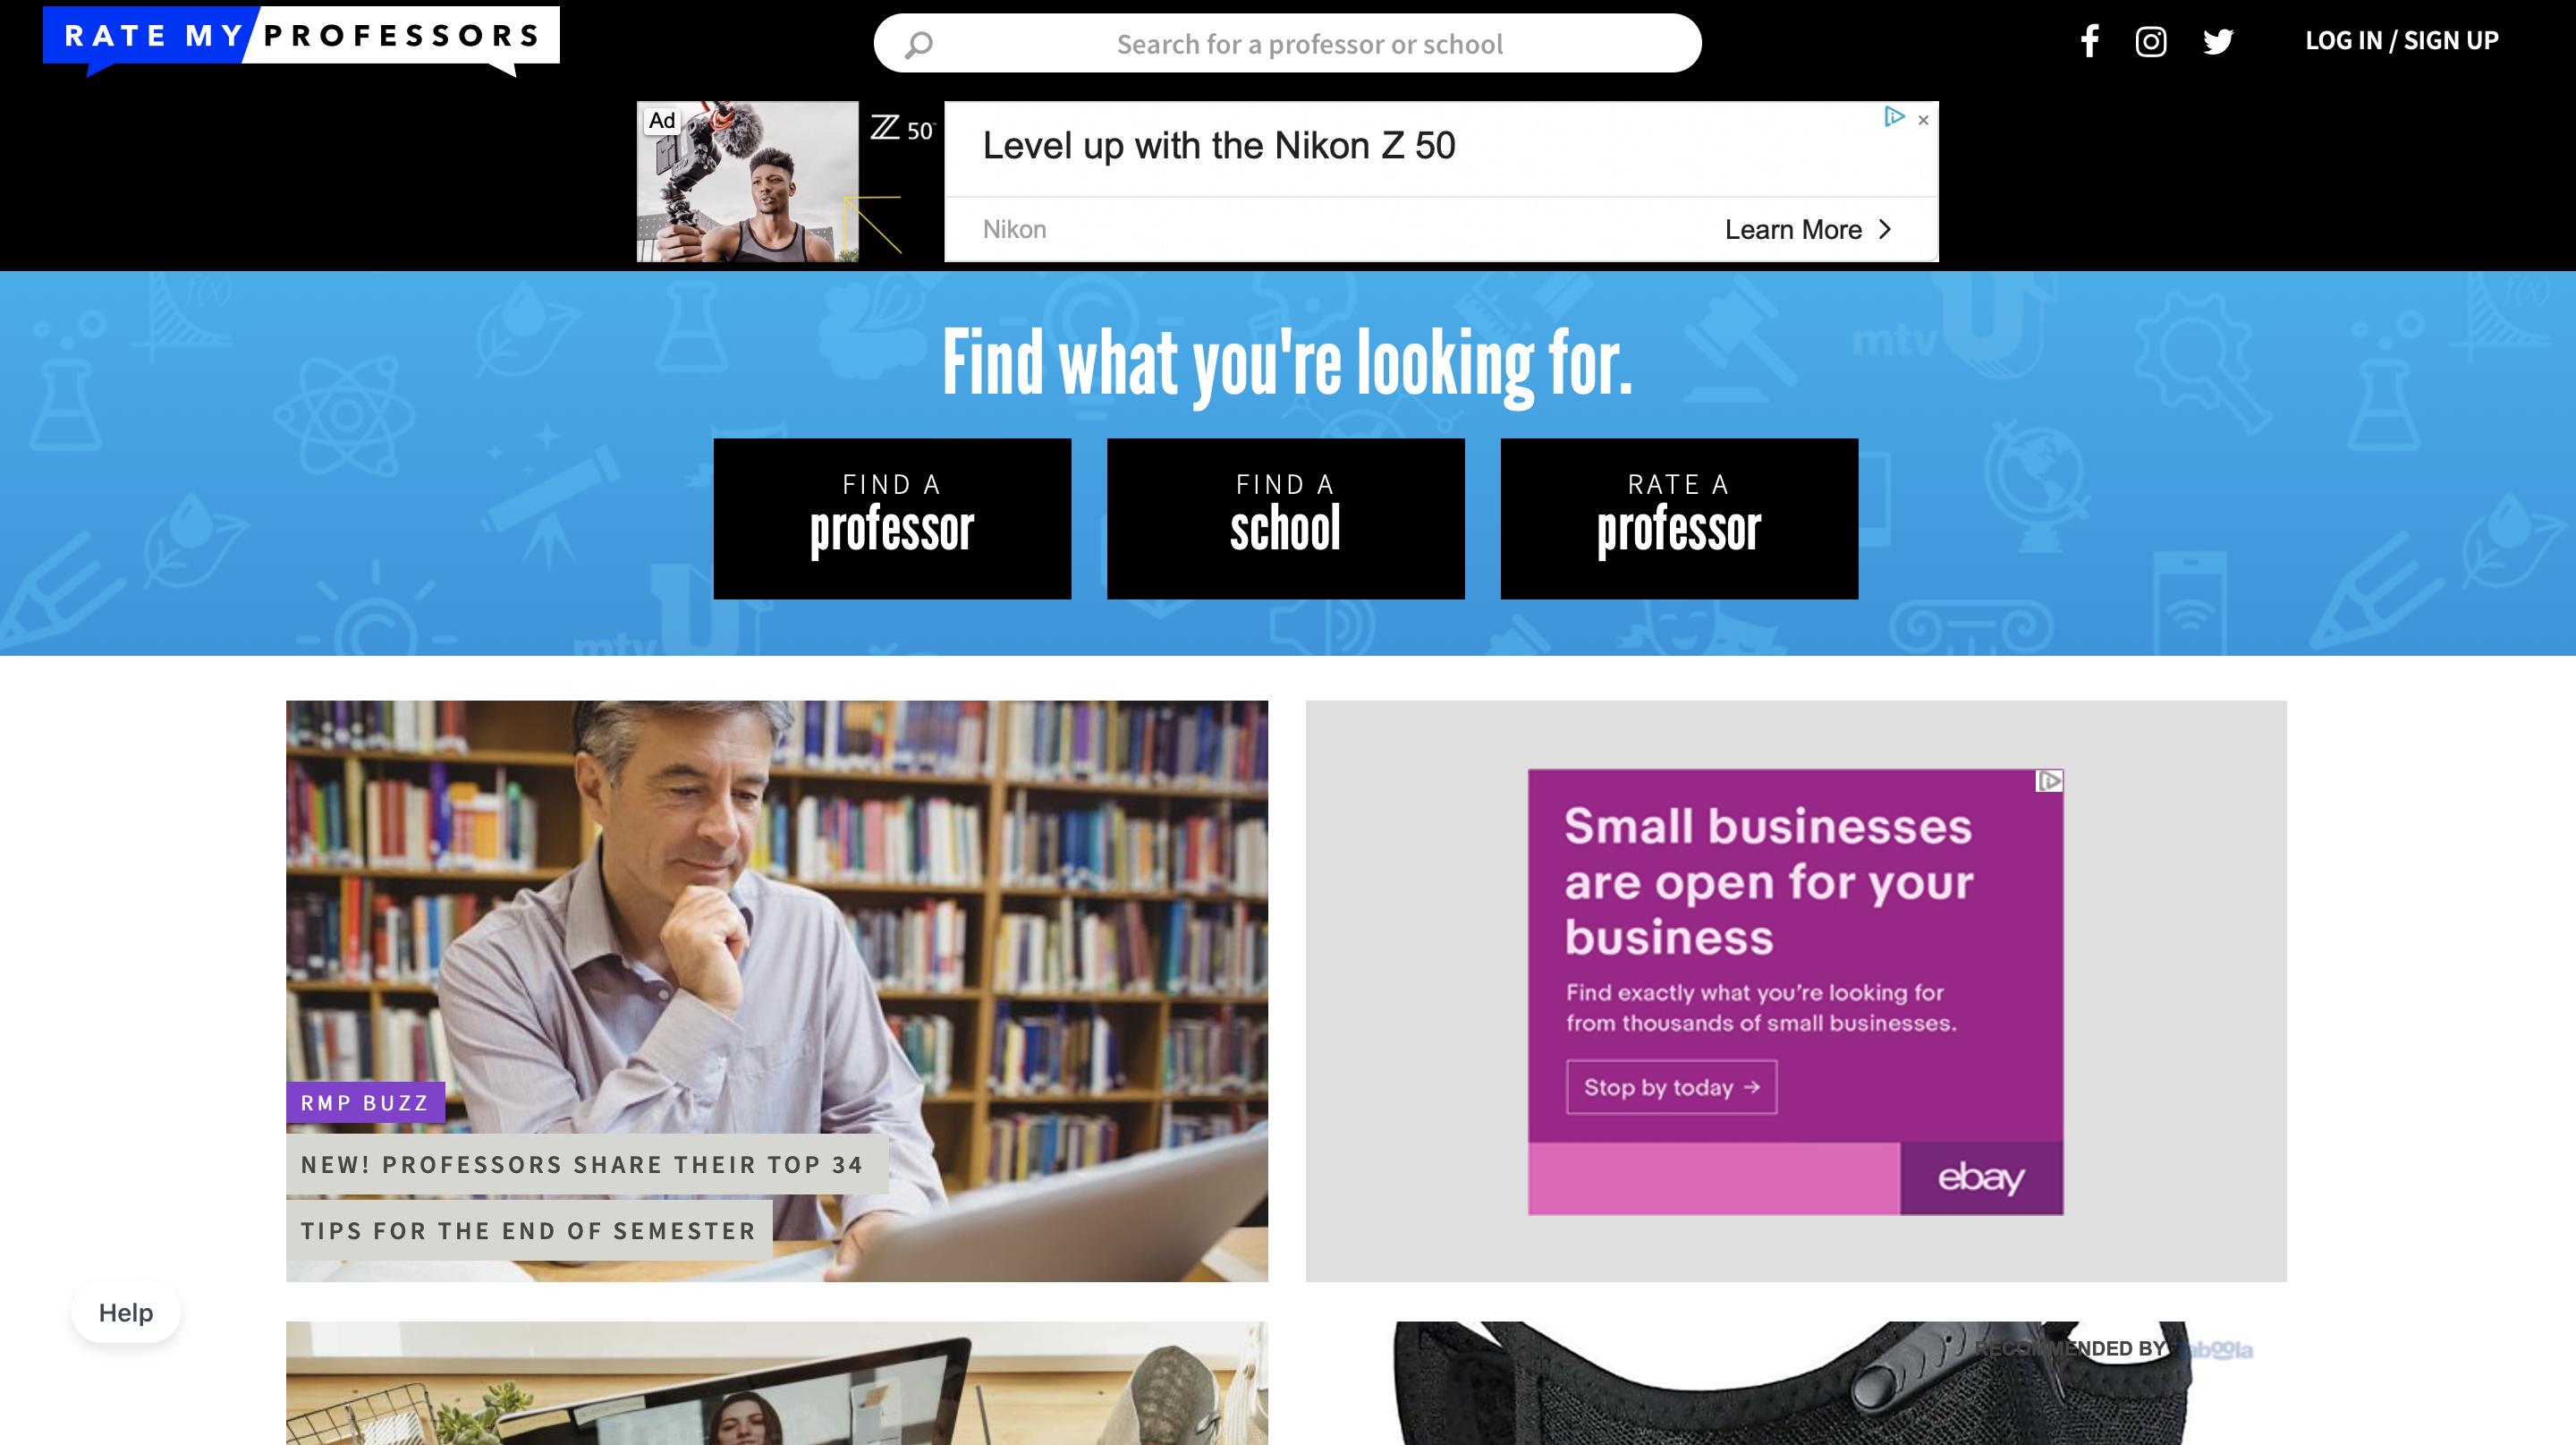 RATE MY PROFESSORS
Search for a professor or school
LOG IN / SIGN UP
Ad
Z 50
Level up with the Nikon Z 50
Nikon
Learn More
f(x)
f(x)
mtv U
Find what you're looking for.
FIND A
professor
FIND A
school
RATE A
professor
mtv U
Small businesses
are open for your
business
Find exactly what you're looking for
from thousands of small businesses.
Stop by today →
ebay
RMP BUZZ
NEW! PROFESSORS SHARE THEIR TOP 34
TIPS FOR THE END OF SEMESTER
Help
RECOMMENDED BY Taboola